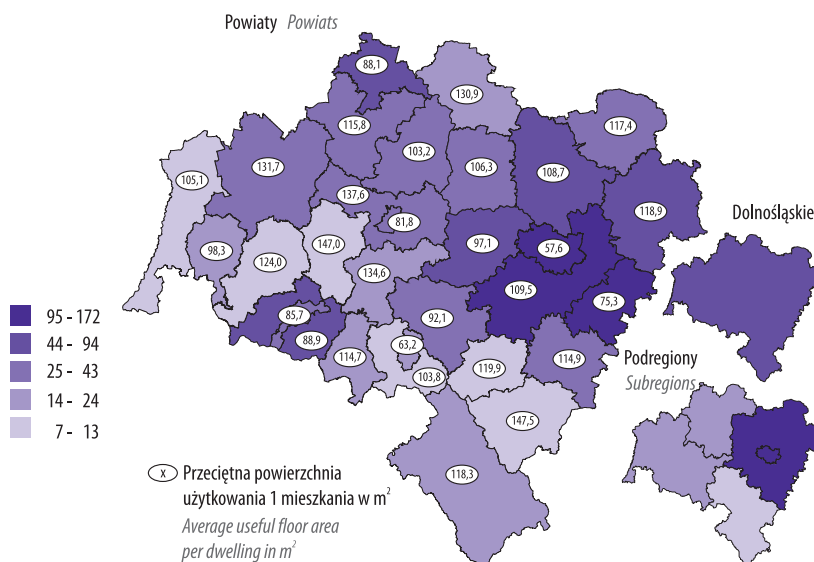 Powiaty Powiats
88,1
130,9
115,8
117,4
103,2
131,7
106,3
108,7
105,1
137,6
118,9
81,8
Dolnośląskie
98,3
147,0
97,1
57,6
124,0
134,6
109,5
75,3
95 - 172
85,7
92,1
44 - 94
88,9
63,2
25 - 43
114,7
119,9
114,9
Podregiony
103,8
Subregions
14 - 24
7 - 13
147,5
118,3
x Przeciętna powierzchnia
użytkowania 1 mieszkania w m²
Average useful floor area
per dwelling in m²